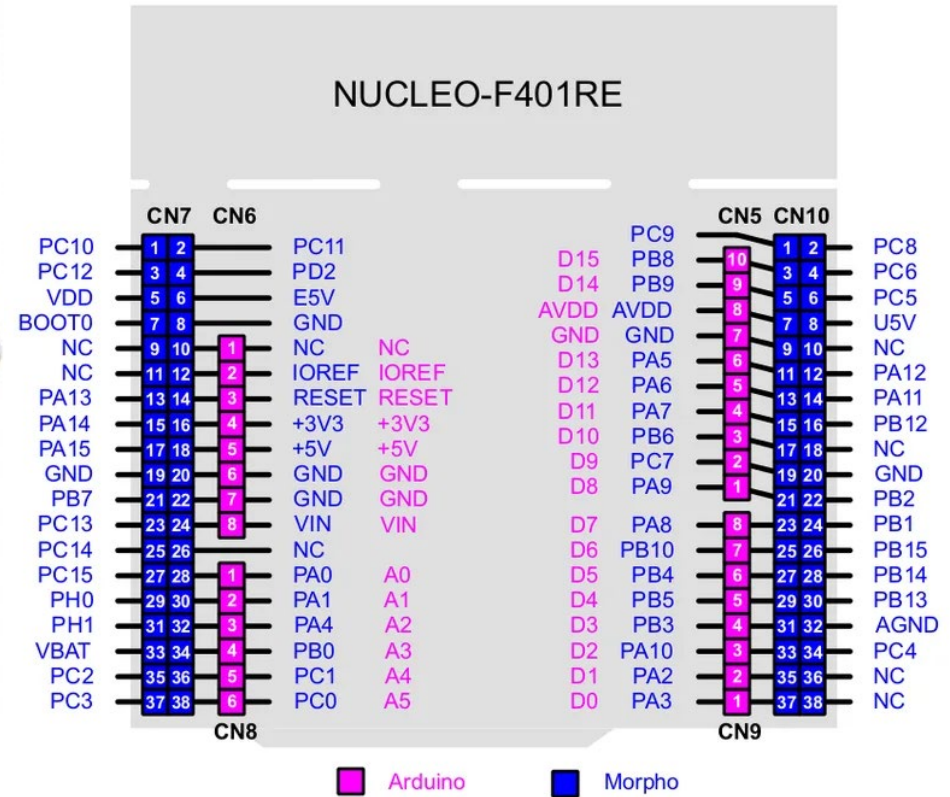 NUCLEO-F401RE
CN7 CN6 CN5 CN10
PC9
PC10 1 2 PC11 1 2 PC8
D15 PB8 10
PC12 3 4 PD2 3 4 PC6
D14 PB9 9
VDD 5 6 E5V 5 6 PC5
AVDD AVDD 8
BOOT0 7 8 GND 7 8 U5V
GND GND 7
NC 9 10 1 NC NC 9 10 NC
D13 PA5 6
NC 11 12 2 IOREF IOREF 11 12 PA12
D12 PA6 5
PA13 13 14 3 RESET RESET 13 14 PA11
D11 PA7 4
PA14 15 16 4 +3V3 +3V3 15 16 PB12
D10 PB6 3
PA15 17 18 5 +5V +5V 17 18 NC
D9 PC7 2
GND 19 20 6 GND GND 19 20 GND
D8 PA9 1
PB7 21 22 7 GND GND 21 22 PB2
PC13 23 24 8 VIN VIN D7 PA8 8 23 24 PB1
PC14 25 26 NC D6 PB10 7 25 26 PB15
PC15 27 28 1 PA0 A0 D5 PB4 6 27 28 PB14
PH0 29 30 2 PA1 A1 D4 PB5 5 29 30 PB13
PH1 31 32 3 PA4 A2 D3 PB3 4 31 32 AGND
VBAT 33 34 4 PB0 A3 D2 PA10 3 33 34 PC4
PC2 35 36 5 PC1 A4 D1 PA2 2 35 36 NC
PC3 37 38 6 PC0 A5 D0 PA3 1 37 38 NC
CN8 CN9
Arduino Morpho